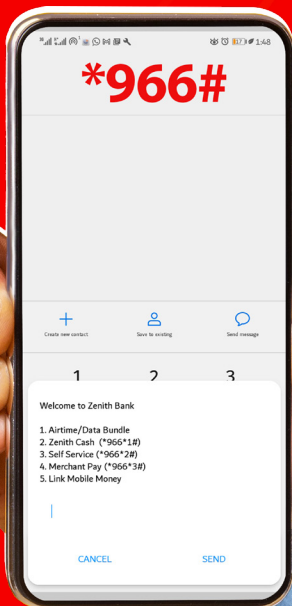 1:48
*966#
Create new contact
Save to existing
Send message
1 2 3
Welcome to Zenith Bank
1. Airtime/Data Bundle
2. Zenith Cash (*966*1#)
3. Self Service (*966*2#)
4. Merchant Pay (*966*3#)
5. Link Mobile Money
CANCEL SEND